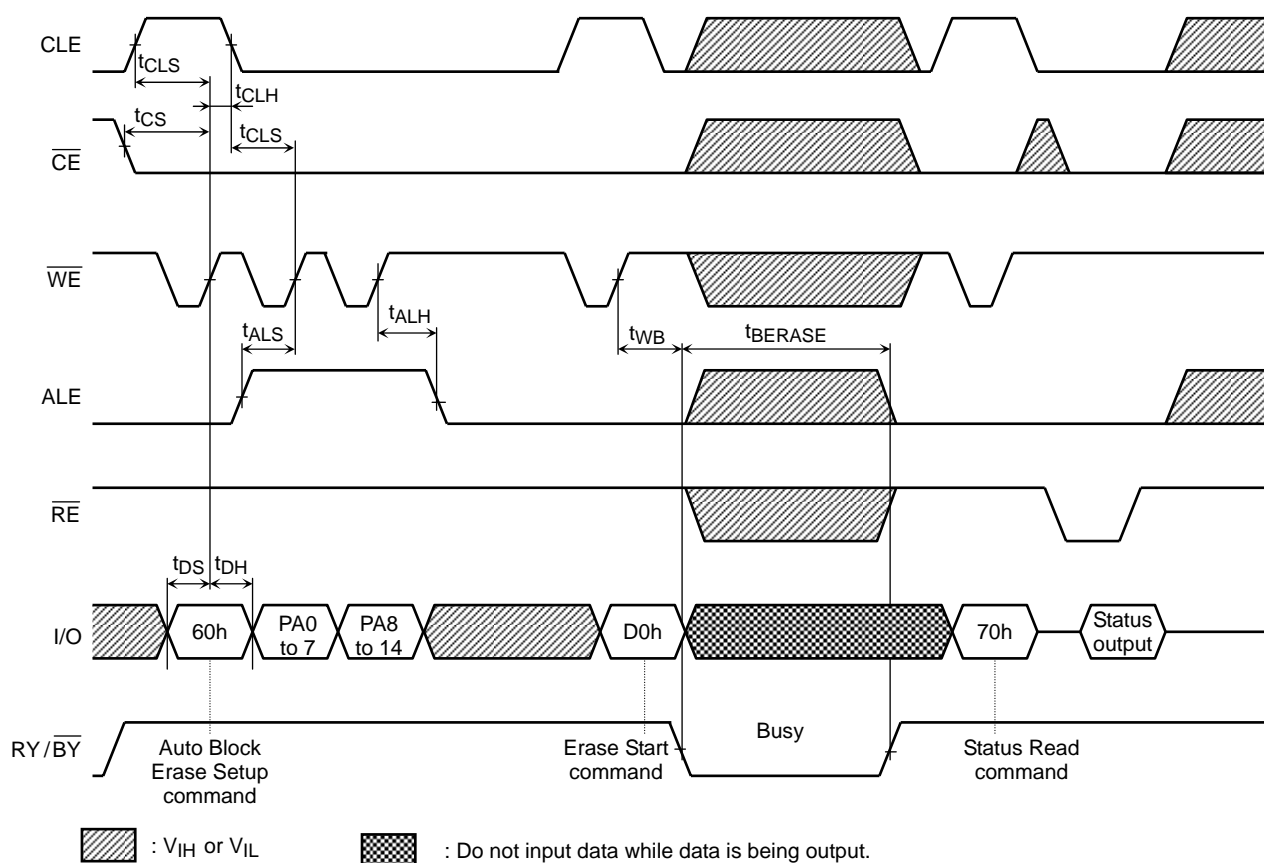 CLE
tCLS
tCLH
tCS
tCLS
CE
WE
tALS
tALH
tWB
tBERASE
ALE
RE
tDS
tDH
I/O
60h
PA0
to 7
PA8
to 14
D0h
70h
Status
output
RY/BY
Auto Block
Erase Setup
command
Erase Start
command
Busy
Status Read
command
: VIH or VIL
: Do not input data while data is being output.